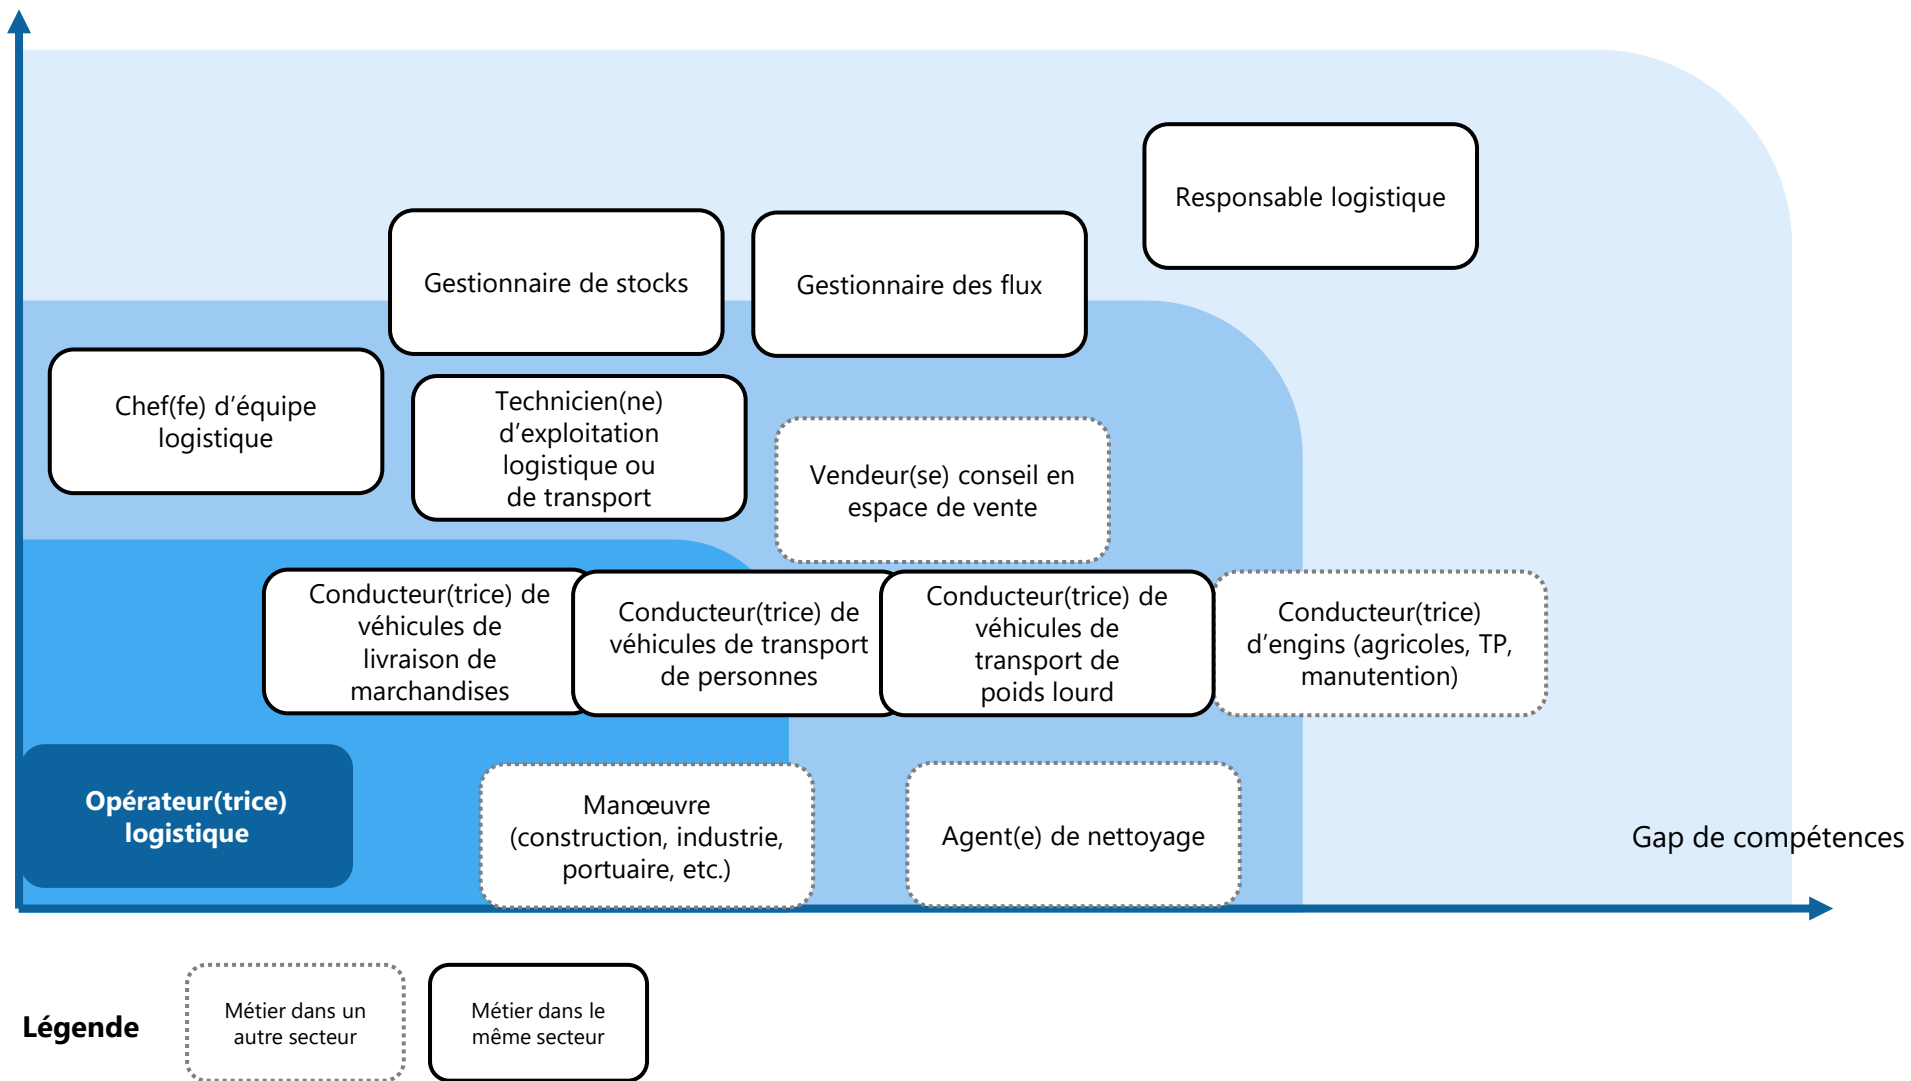 Responsable logistique
Gestionnaire de stocks
Gestionnaire des flux
Chef(fe) d’équipe
logistique
Technicien(ne)
d’exploitation
logistique ou
de transport
Vendeur(se) conseil en
espace de vente
Conducteur(trice) de
véhicules de
livraison de
marchandises
Conducteur(trice) de
véhicules de transport
de personnes
Conducteur(trice) de
véhicules de
transport de
poids lourd
Conducteur(trice)
d’engins (agricoles, TP,
manutention)
Opérateur(trice)
logistique
Manœuvre
(construction, industrie,
portuaire, etc.)
Agent(e) de nettoyage
Gap de compétences
Légende
Métier dans un
autre secteur
Métier dans le
même secteur